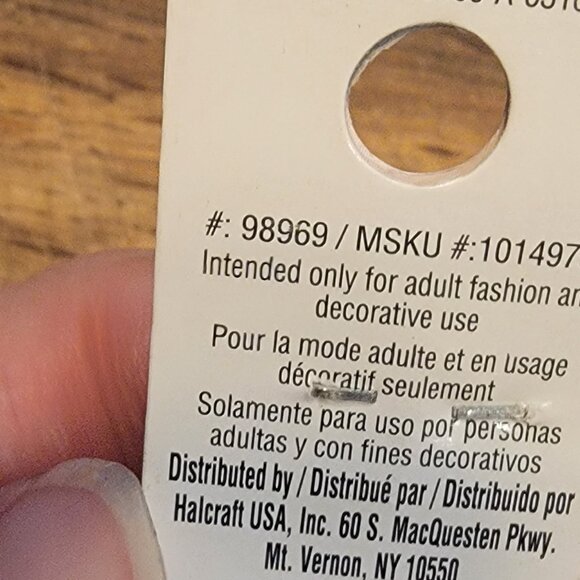 #: 98969 / MSKU #:101497
Intended only for adult fashion an
decorative use
Pour la mode adulte et en usage
décoratif seulement
Solamente para uso por personas
adultas y con fines decorativos
Distributed by / Distribué par / Distribuido por
Halcraft USA, Inc. 60 S. MacQuesten Pkwy.
Mt. Vernon, NY 10550